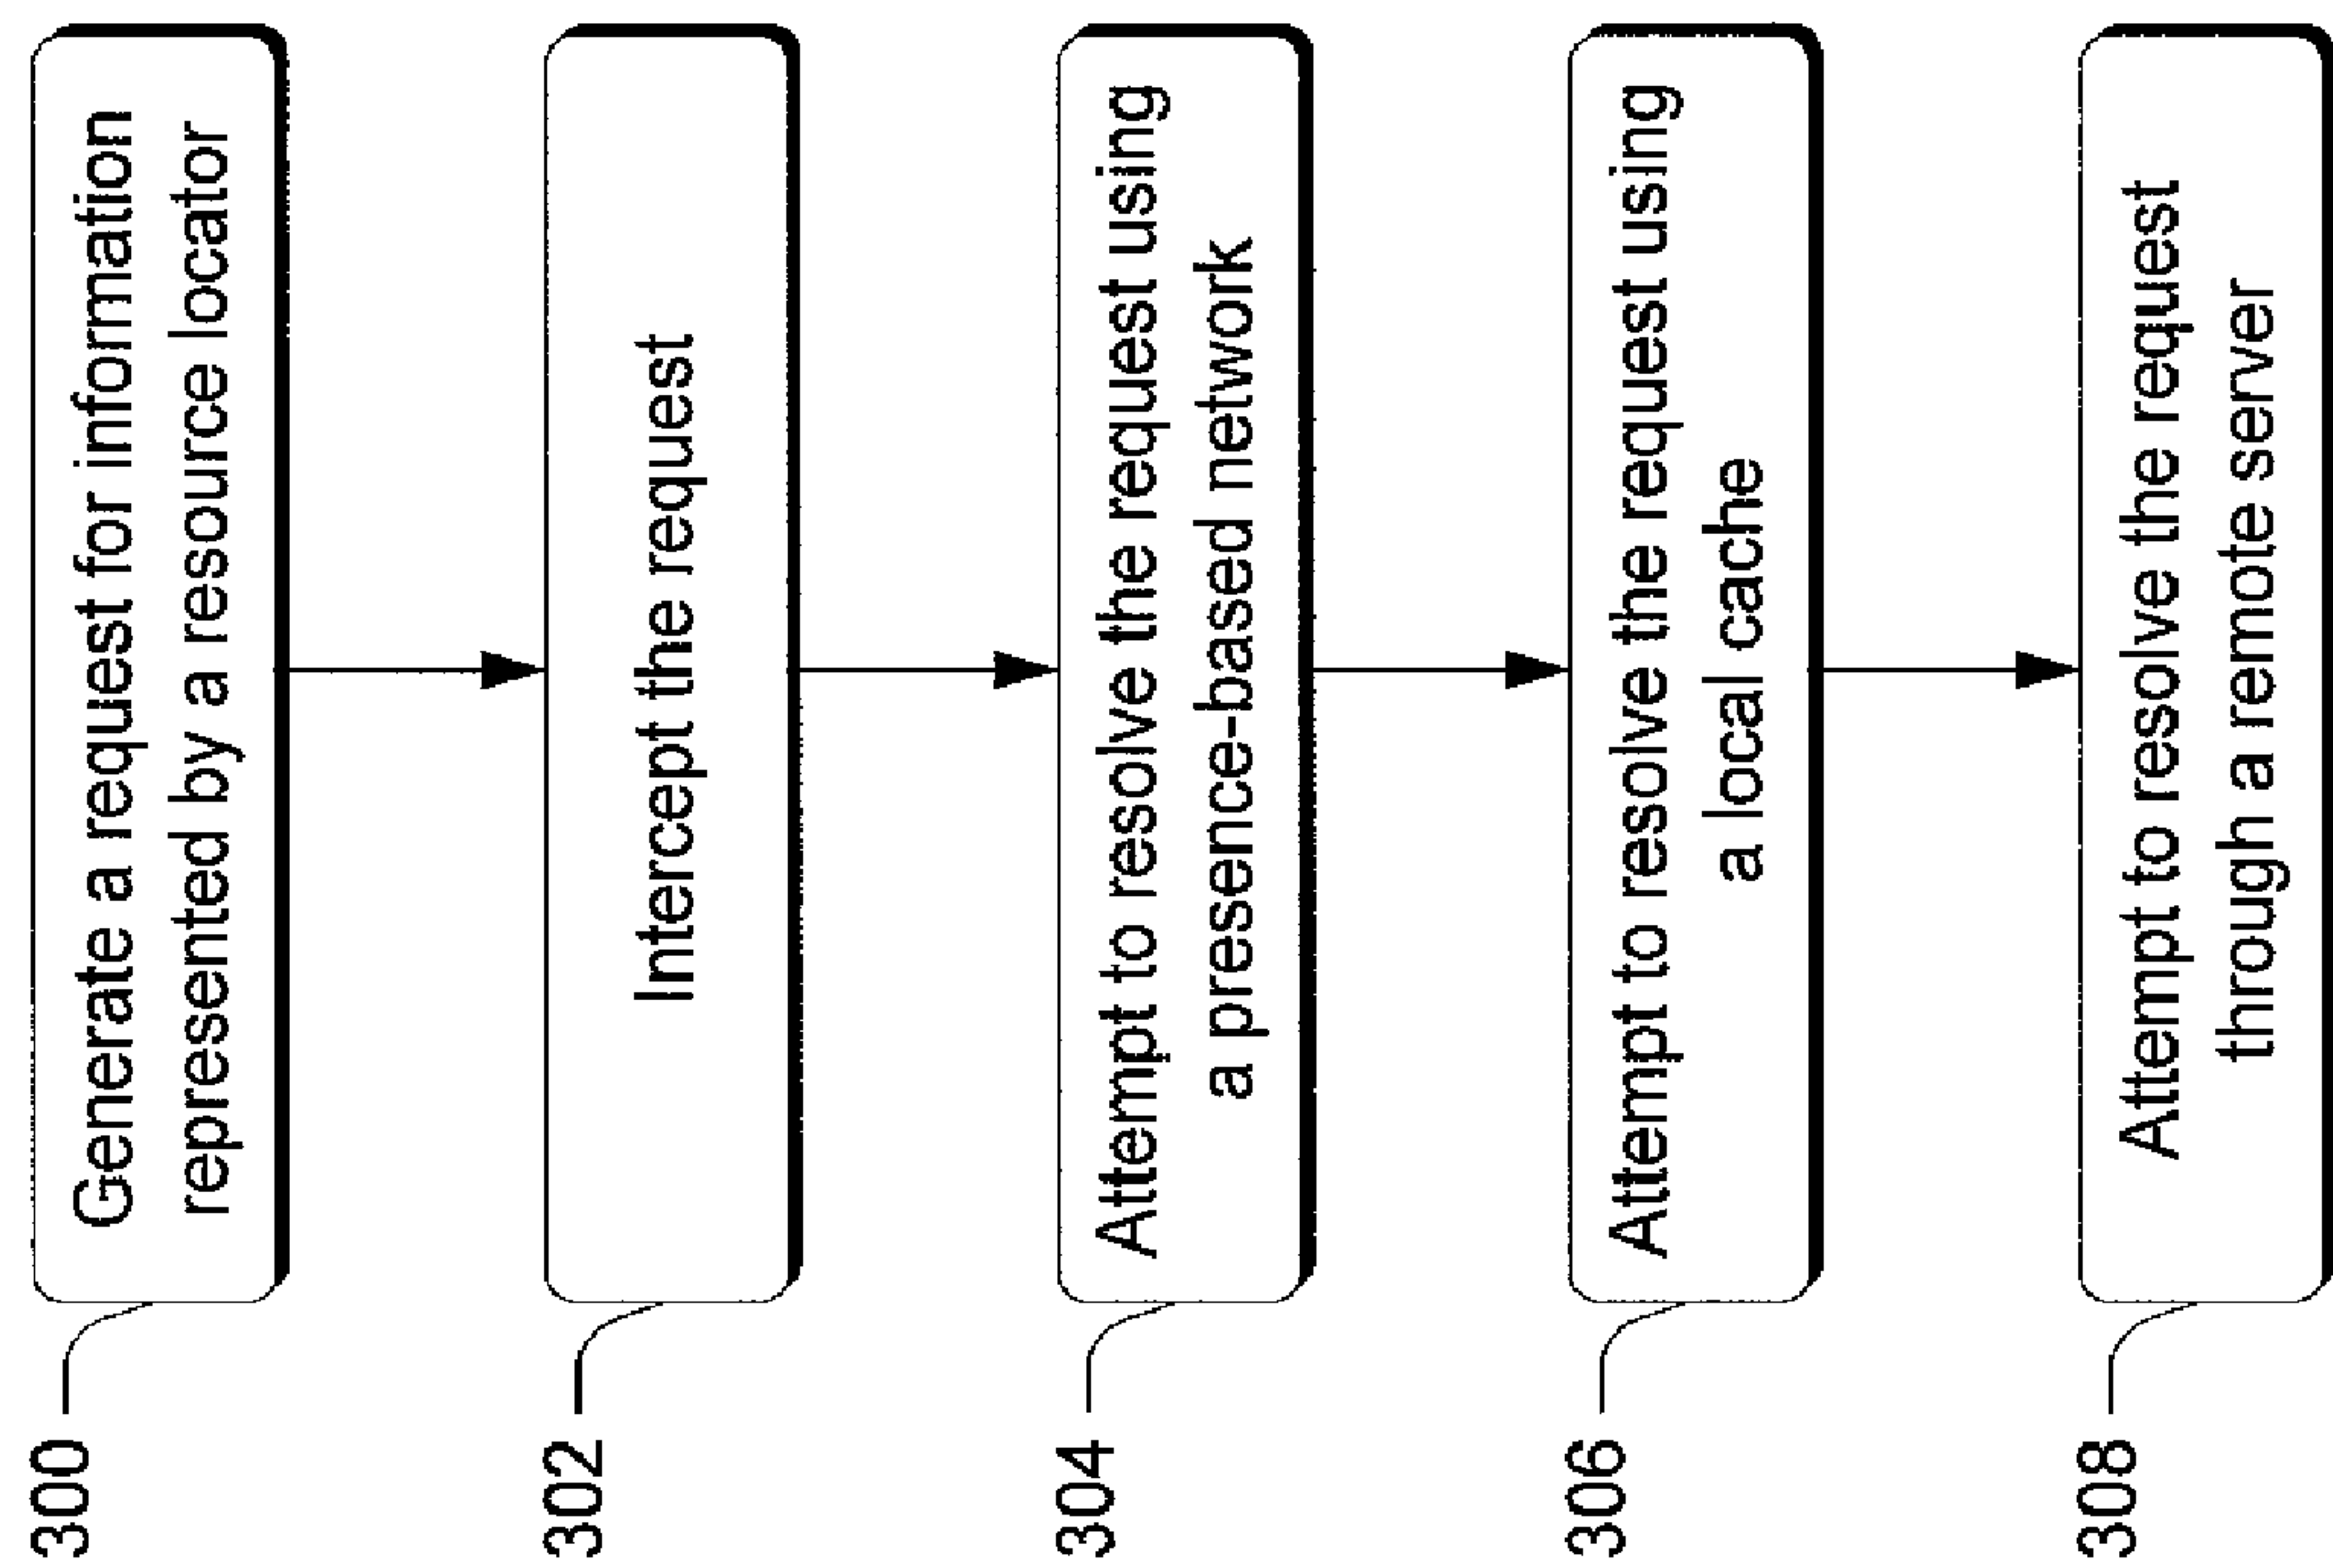 300
Generate a request for information
represented by a resource locator
302
Intercept the request
304
Attempt to resolve the request using
a presence-based network
306
Attempt to resolve the request using
a local cache
308
Attempt to resolve the request
through a remote server